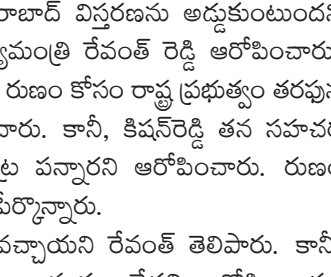 రాబాద్ విస్తరణను అడ్డుకుంటుందని
్యమంత్రి రేవంత్ రెడ్డి ఆరోపించారు
రుణం కోసం రాష్ట్ర ప్రభుత్వం తరఫున
చారు. కానీ, కిషన్‌రెడ్డి తన సహచర
ట్ర పన్నారని ఆరోపించారు. రుణం
పేర్కొన్నారు.
వచ్చాయని రేవంత్ తెలిపారు. కానీ